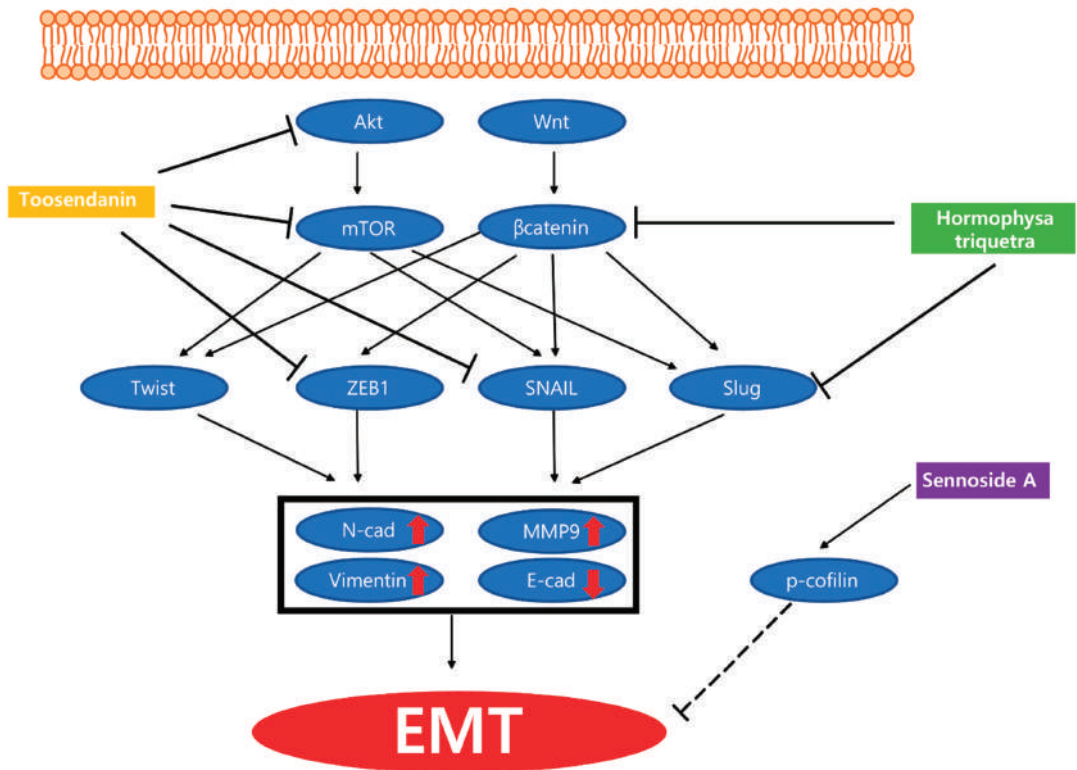 Akt
Wnt
Toosendanin
mTOR
βcatenin
Hormophysa
triquetra
Twist
ZEB1
SNAIL
Slug
Sennoside A
N-cad
MMP9
Vimentin
E-cad
p-cofilin
EMT